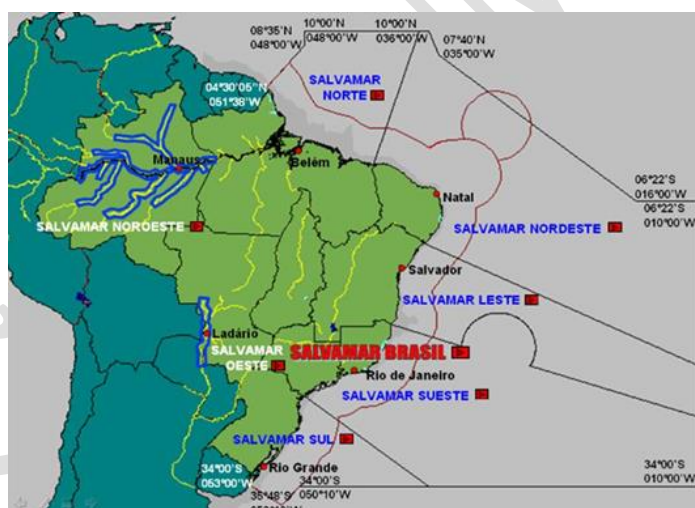 08°35'N
048°00'W
10°00'N
048°00'W
10°00'N
036°00'W
07°40'N
035°00'W
SALVAMAR
NORTE
04°30'05"N
051°38'W
Manaus
Belém
Natal
06°22'S
016°00'W
06°22'S
010°00'W
SALVAMAR NOROESTE
SALVAMAR NORDESTE
Salvador
SALVAMAR LESTE
Ladário
SALVAMAR
OESTE
SALVAMAR BRASIL
Rio de Janeiro
SALVAMAR SUESTE
SALVAMAR SUL
34°00'S
053°00'W
Rio Grande
34°00'S
050°10'W
34°00'S
010°00'W
35°48'S